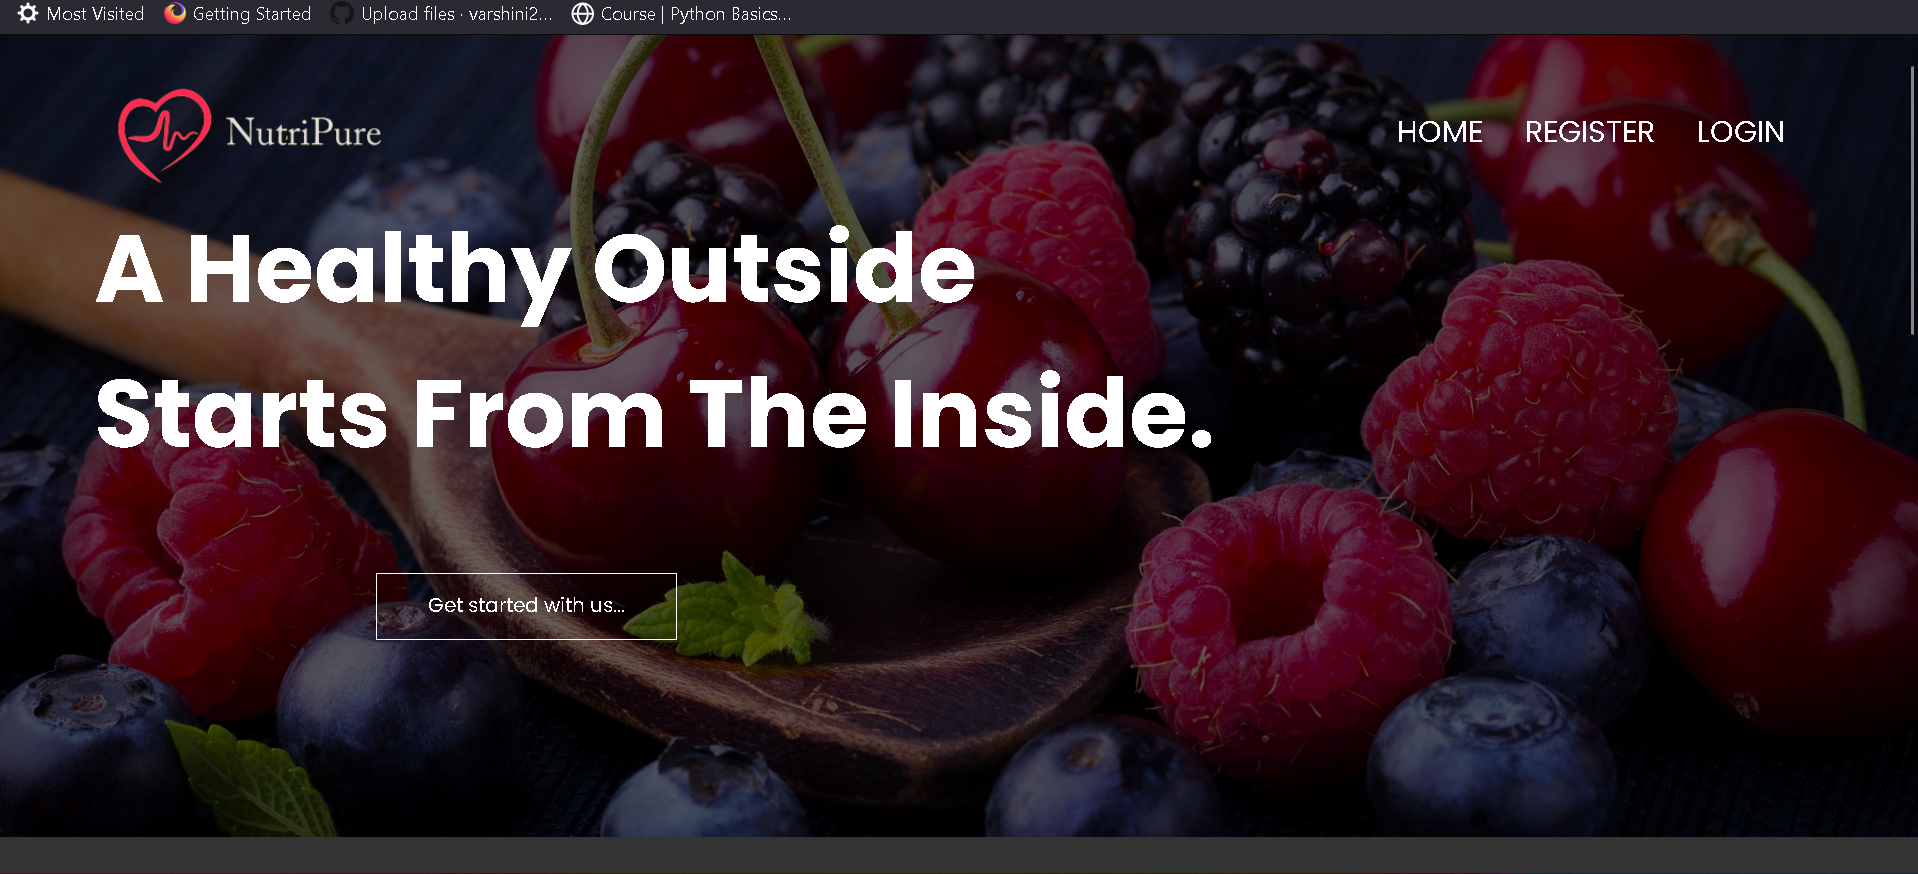 Most Visited Getting Started Upload files · varshini2... Course | Python Basics...
NutriPure
HOME REGISTER LOGIN
A Healthy Outside
Starts From The Inside.
Get started with us...